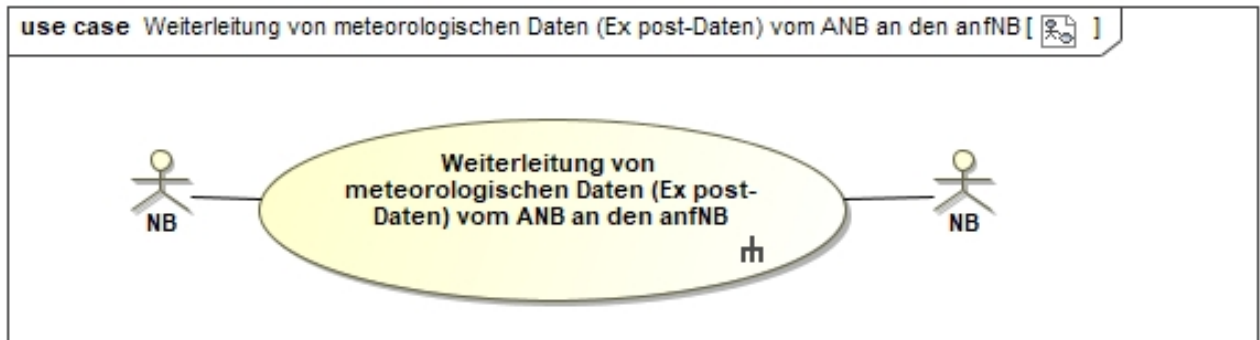 use case Weiterleitung von meteorologischen Daten (Ex post-Daten) vom ANB an den anfNB [ ]
Weiterleitung von
meteorologischen Daten (Ex post-
Daten) vom ANB an den anfNB
NB
NB